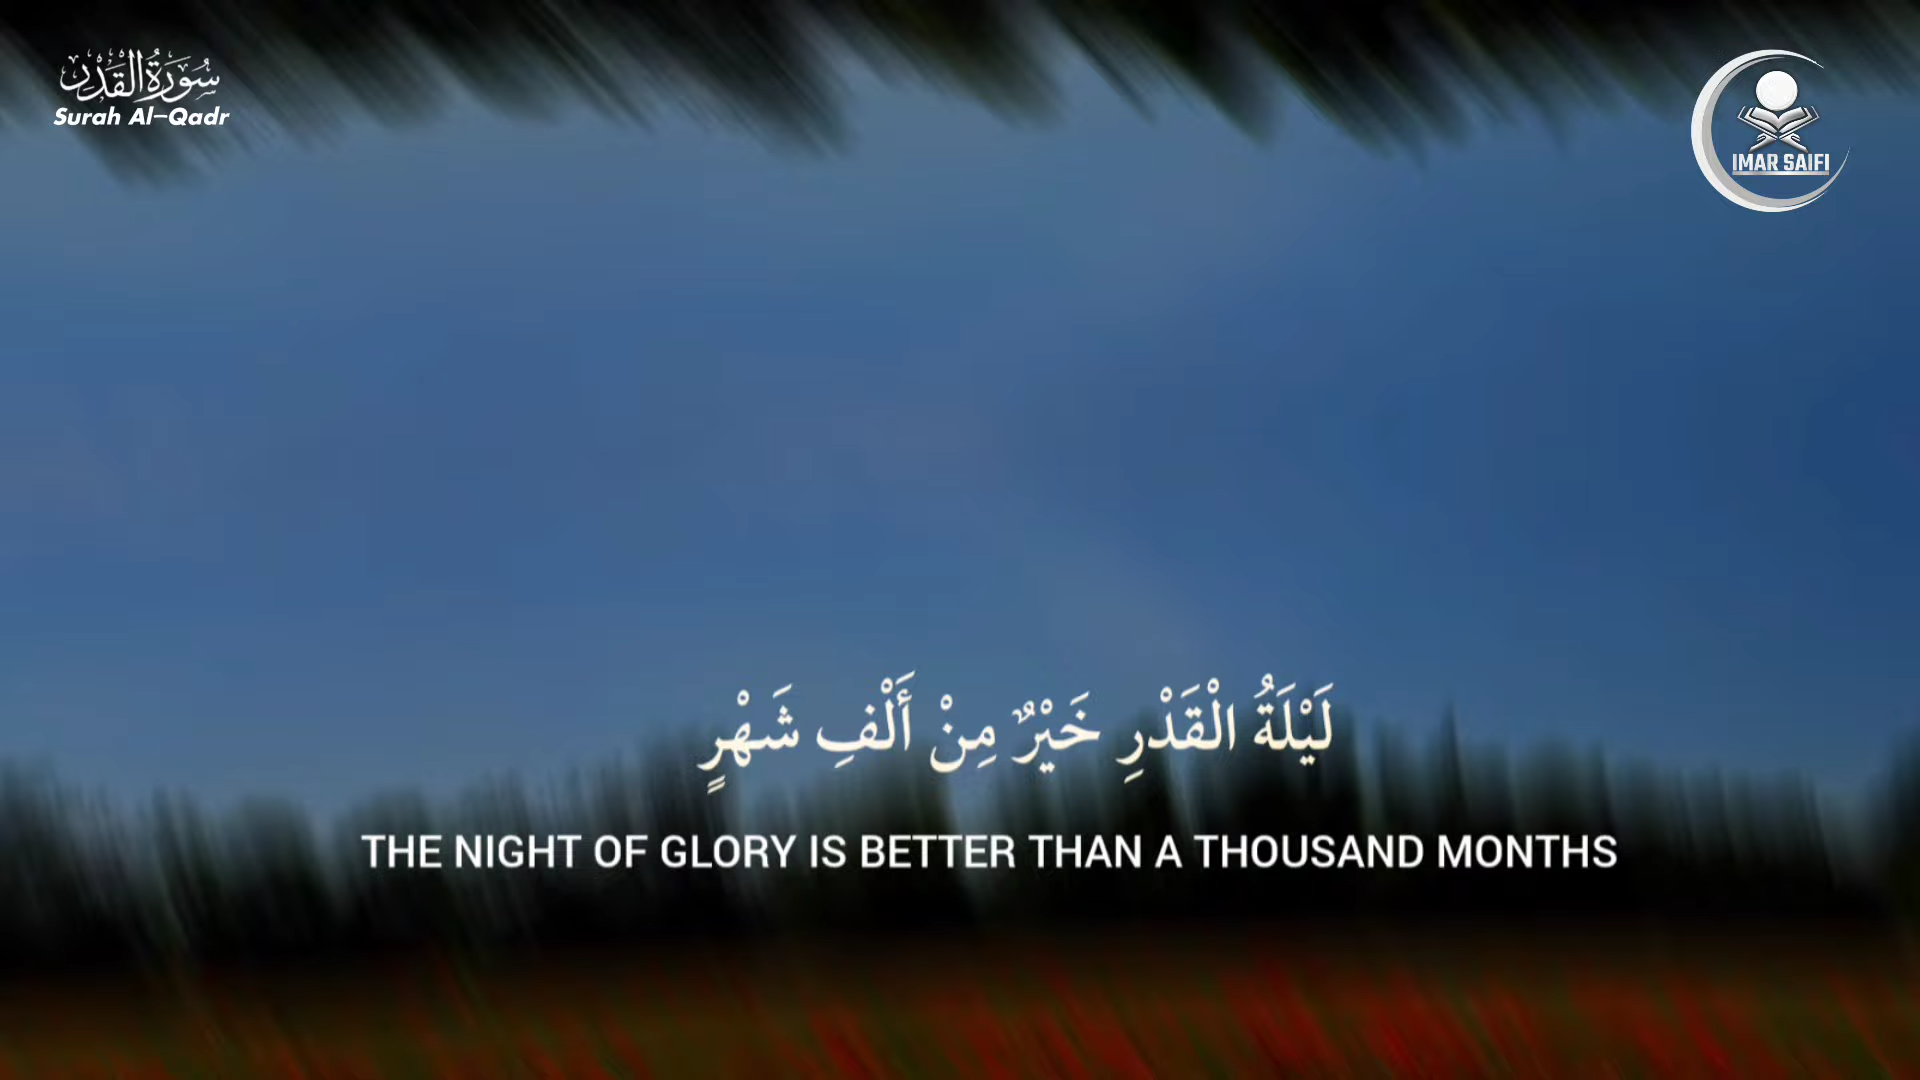 سُورَةُ الْقَدْرِ
Surah Al-Qadr
IMAR SAIFI
لَيْلَةُ الْقَدْرِ خَيْرٌ مِنْ أَلْفِ شَهْرٍ
THE NIGHT OF GLORY IS BETTER THAN A THOUSAND MONTHS